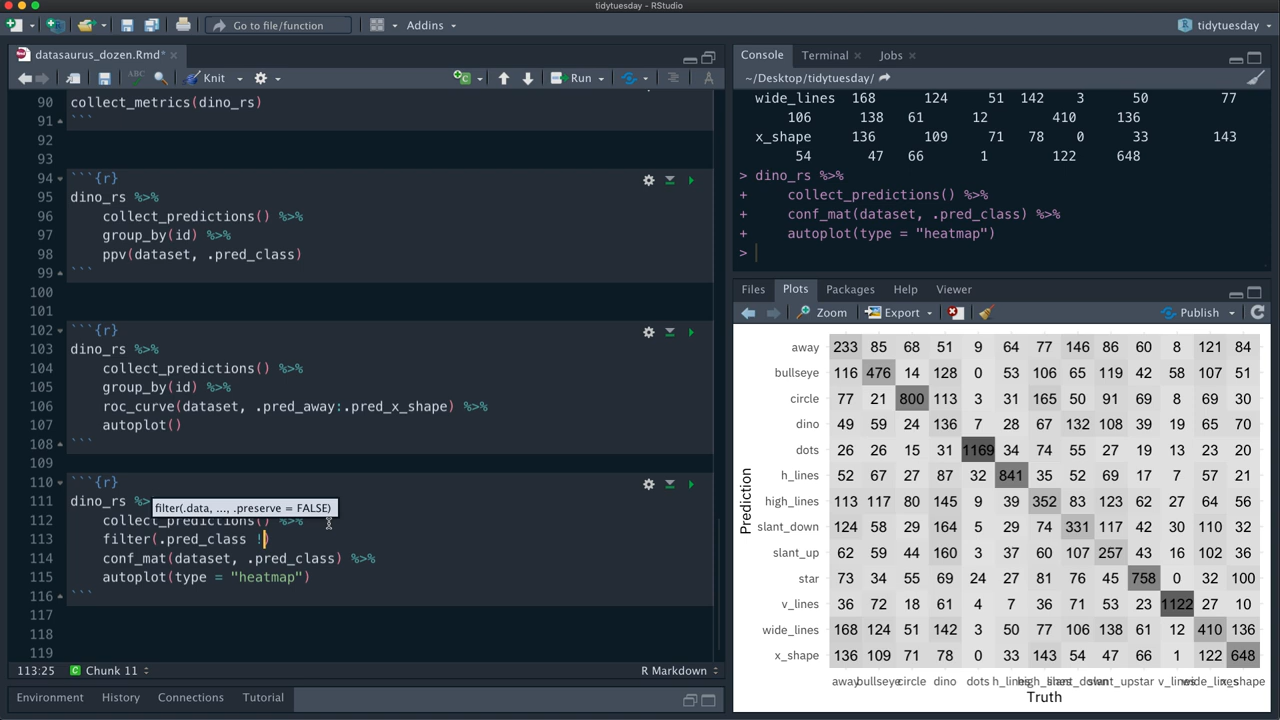 tidytuesday - RStudio
Go to file/function
Addins
tidytuesday
datasaurus_dozen.Rmd*
ABC
Knit
Run
90 collect_metrics(dino_rs)
91 ```
92
93
94 ```{r}
95 dino_rs %>%
96 collect_predictions() %>%
97 group_by(id) %>%
98 ppv(dataset, .pred_class)
99 ```
100
101
102 ```{r}
103 dino_rs %>%
104 collect_predictions() %>%
105 group_by(id) %>%
106 roc_curve(dataset, .pred_away:.pred_x_shape) %>%
107 autoplot()
108 ```
109
110 ```{r}
111 dino_rs %>
filter(.data, ..., .preserve = FALSE)
112 collect_predictions() %>%
113 filter(.pred_class !)
114 conf_mat(dataset, .pred_class) %>%
115 autoplot(type = "heatmap")
116 ```
117
118
119
113:25 Chunk 11 R Markdown
Environment History Connections Tutorial
Console Terminal Jobs
~/Desktop/tidytuesday/
wide_lines 168 124 51 142 3 50 77
106 138 61 12 410 136
x_shape 136 109 71 78 0 33 143
54 47 66 1 122 648
> dino_rs %>%
+ collect_predictions() %>%
+ conf_mat(dataset, .pred_class) %>%
+ autoplot(type = "heatmap")
>
Files Plots Packages Help Viewer
Zoom Export Publish
Prediction
away 233 85 68 51 9 64 77 146 86 60 8 121 84
bullseye 116 476 14 128 0 53 106 65 119 42 58 107 51
circle 77 21 800 113 3 31 165 50 91 69 8 69 30
dino 49 59 24 136 7 28 67 132 108 39 19 65 70
dots 26 26 15 31 1169 34 74 55 27 19 13 23 20
h_lines 52 67 27 87 32 841 35 52 69 17 7 57 21
high_lines 113 117 80 145 9 39 352 83 123 62 27 64 56
slant_down 124 58 29 164 5 29 74 331 117 42 30 110 32
slant_up 62 59 44 160 3 37 60 107 257 43 16 102 36
star 73 34 55 69 24 27 81 76 45 758 0 32 100
v_lines 36 72 18 61 4 7 36 71 53 23 1122 27 10
wide_lines 168 124 51 142 3 50 77 106 138 61 12 410 136
x_shape 136 109 71 78 0 33 143 54 47 66 1 122 648
away bullseye circle dino dots h_lines high_lines slant_down slant_up star v_lines wide_lines x_shape
Truth